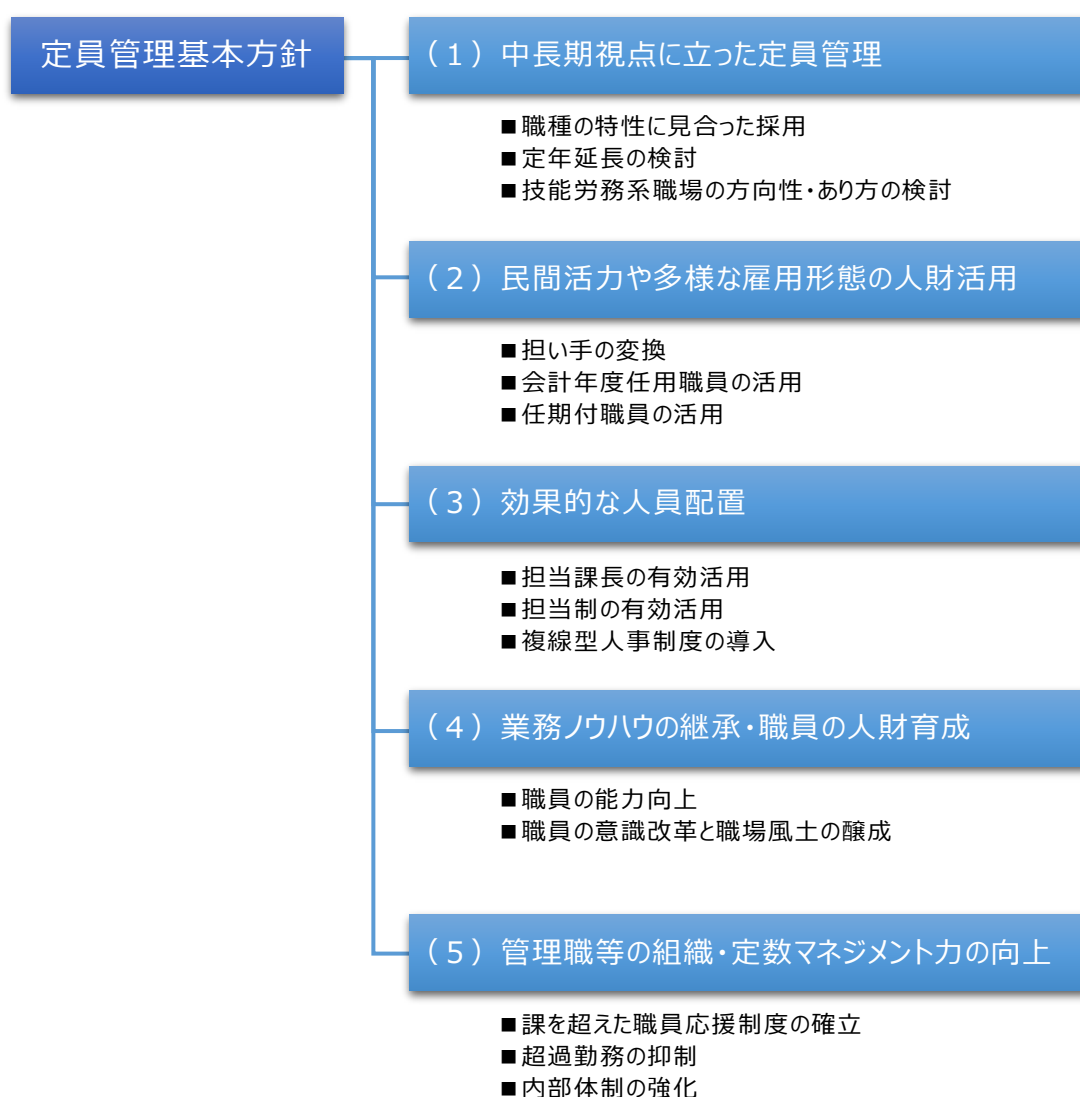 定員管理基本方針
（１）中長期視点に立った定員管理
■職種の特性に見合った採用
■定年延長の検討
■技能労務系職場の方向性・あり方の検討
（２）民間活力や多様な雇用形態の人財活用
■担い手の変換
■会計年度任用職員の活用
■任期付職員の活用
（３）効果的な人員配置
■担当課長の有効活用
■担当制の有効活用
■複線型人事制度の導入
（４）業務ノウハウの継承・職員の人財育成
■職員の能力向上
■職員の意識改革と職場風土の醸成
（５）管理職等の組織・定数マネジメント力の向上
■課を超えた職員応援制度の確立
■超過勤務の抑制
■内部体制の強化